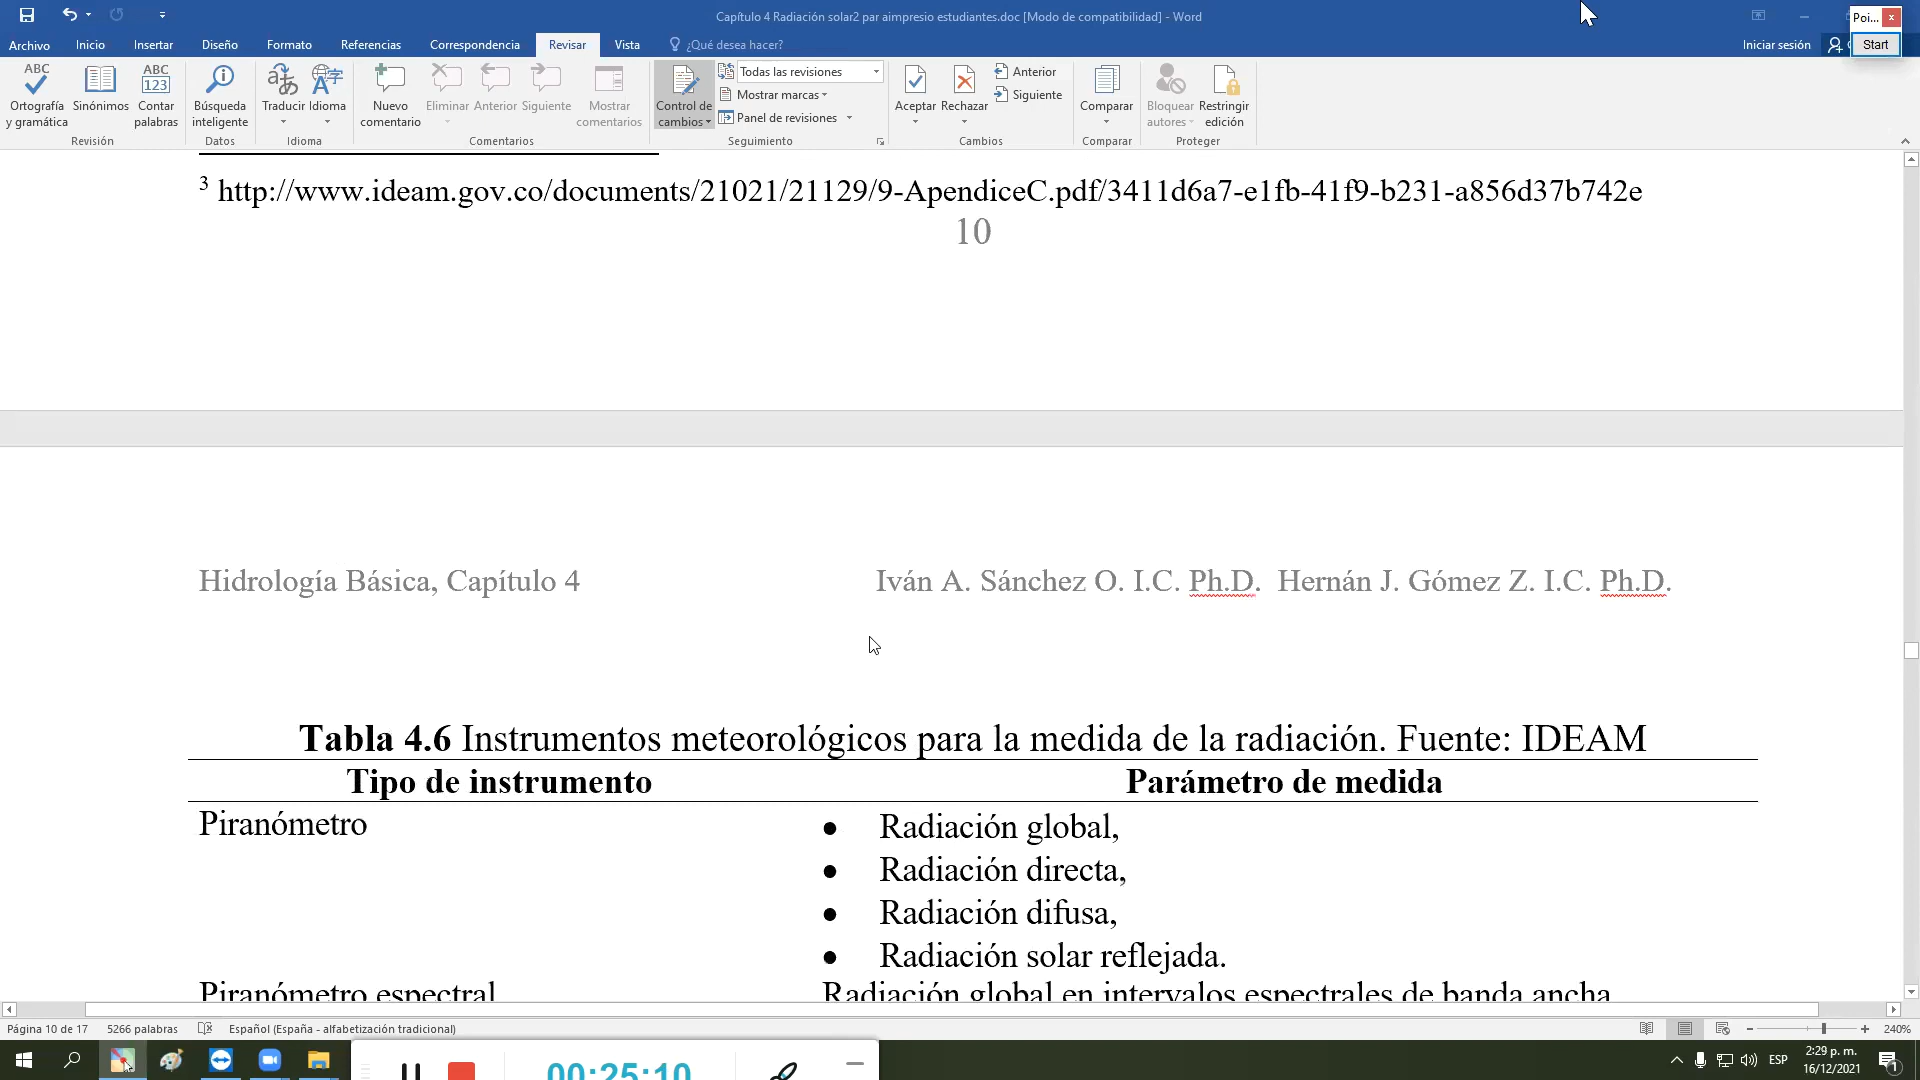 Capítulo 4 Radiación solar2 par aimpresio estudiantes.doc [Modo de compatibilidad] - Word
Poi...
Archivo Inicio Insertar Diseño Formato Referencias Correspondencia Revisar Vista ¿Qué desea hacer? Iniciar sesión Start
Ortografía y gramática
Sinónimos
Contar palabras
Búsqueda inteligente
Traducir
Idioma
Nuevo comentario
Eliminar
Anterior
Siguiente
Mostrar comentarios
Control de cambios
Todas las revisiones
Mostrar marcas
Panel de revisiones
Aceptar
Rechazar
Anterior
Siguiente
Comparar
Bloquear autores
Restringir edición
Revisión Datos Idioma Comentarios Seguimiento Cambios Comparar Proteger
3 http://www.ideam.gov.co/documents/21021/21129/9-ApendiceC.pdf/3411d6a7-e1fb-41f9-b231-a856d37b742e
10
Hidrología Básica, Capítulo 4 Iván A. Sánchez O. I.C. Ph.D. Hernán J. Gómez Z. I.C. Ph.D.
Tabla 4.6 Instrumentos meteorológicos para la medida de la radiación. Fuente: IDEAM
Tipo de instrumento Parámetro de medida
Piranómetro • Radiación global,
• Radiación directa,
• Radiación difusa,
• Radiación solar reflejada.
Piranómetro espectral Radiación global en intervalos espectrales de banda ancha
Página 10 de 17 5266 palabras Español (España - alfabetización tradicional) 240%
00:25:10
ESP
2:29 p. m.
16/12/2021
1